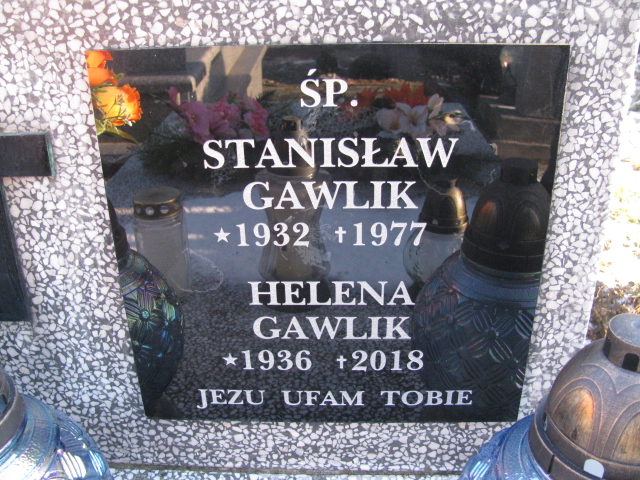 ŚP.
STANISŁAW
GAWLIK
★1932 ✝1977
HELENA
GAWLIK
★1936 ✝2018
JEZU UFAM TOBIE